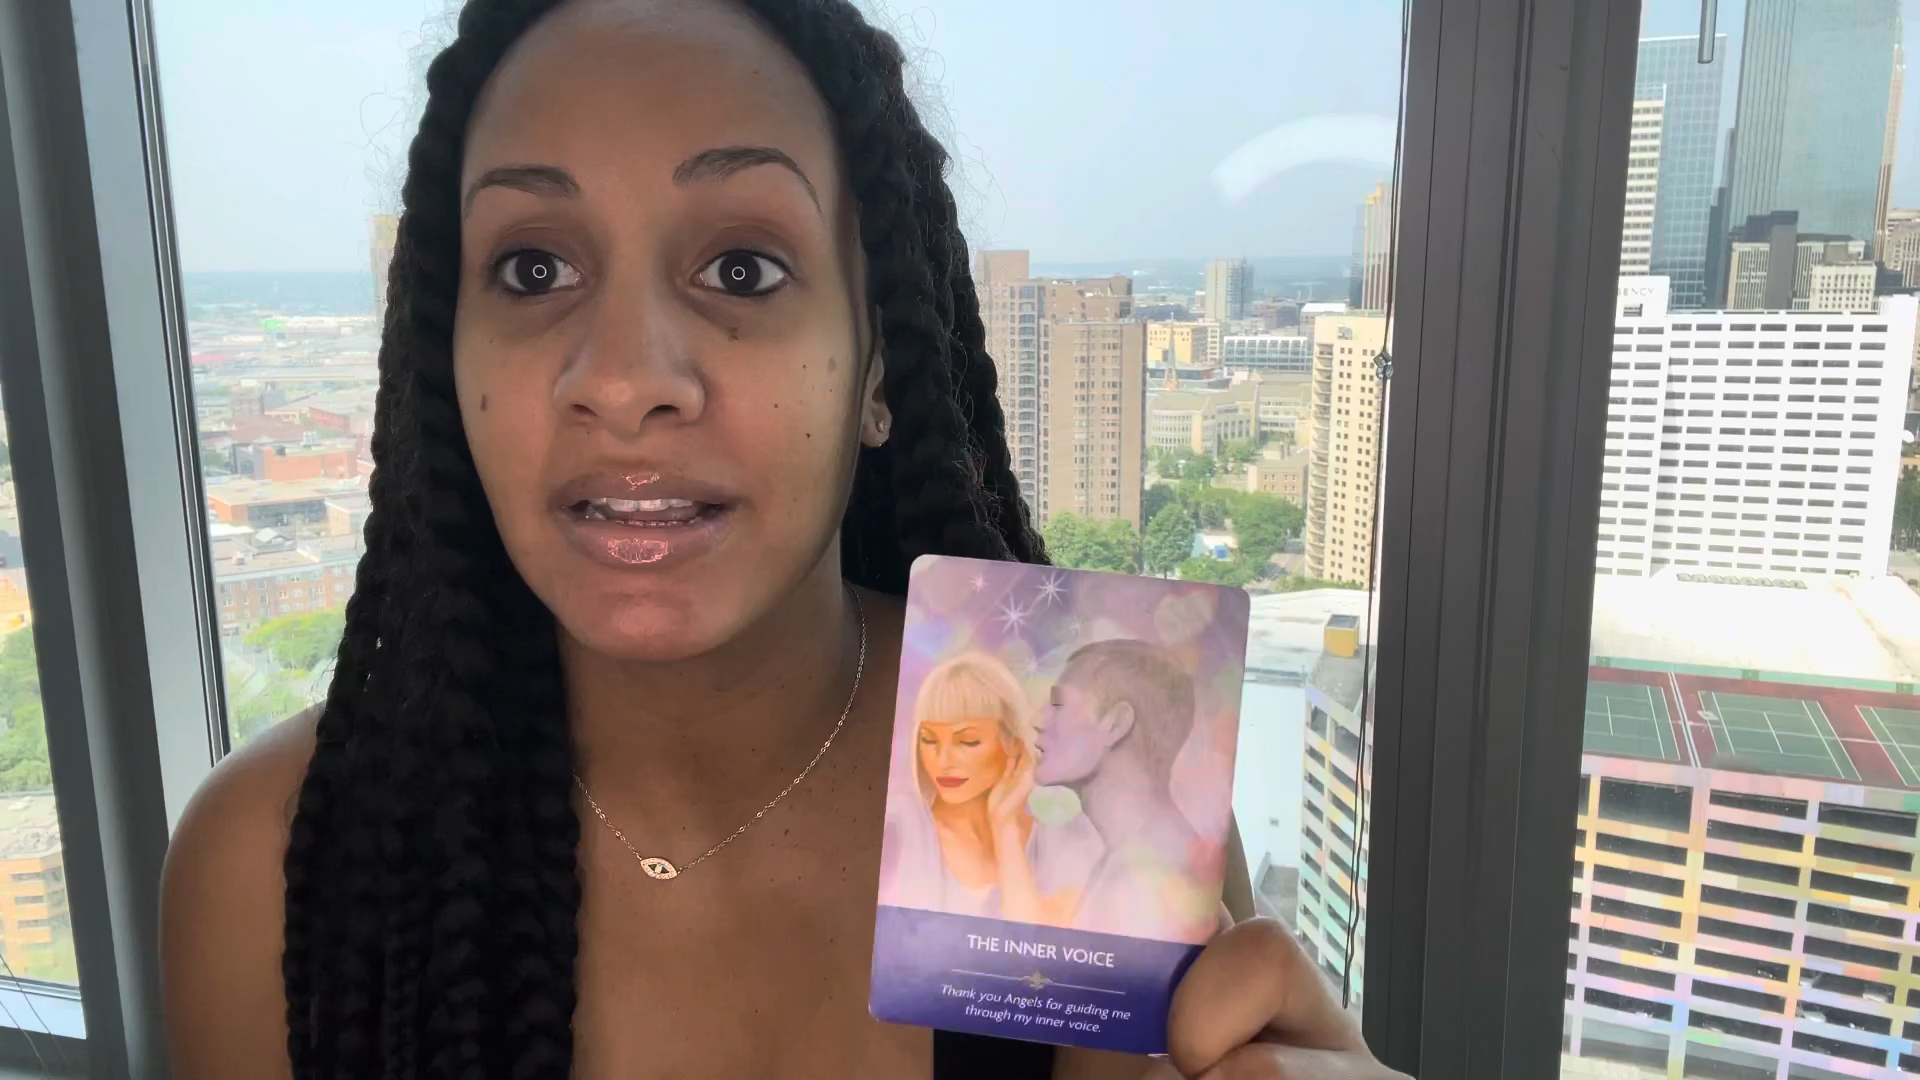 THE INNER VOICE
Thank you Angels for guiding me
through my inner voice.